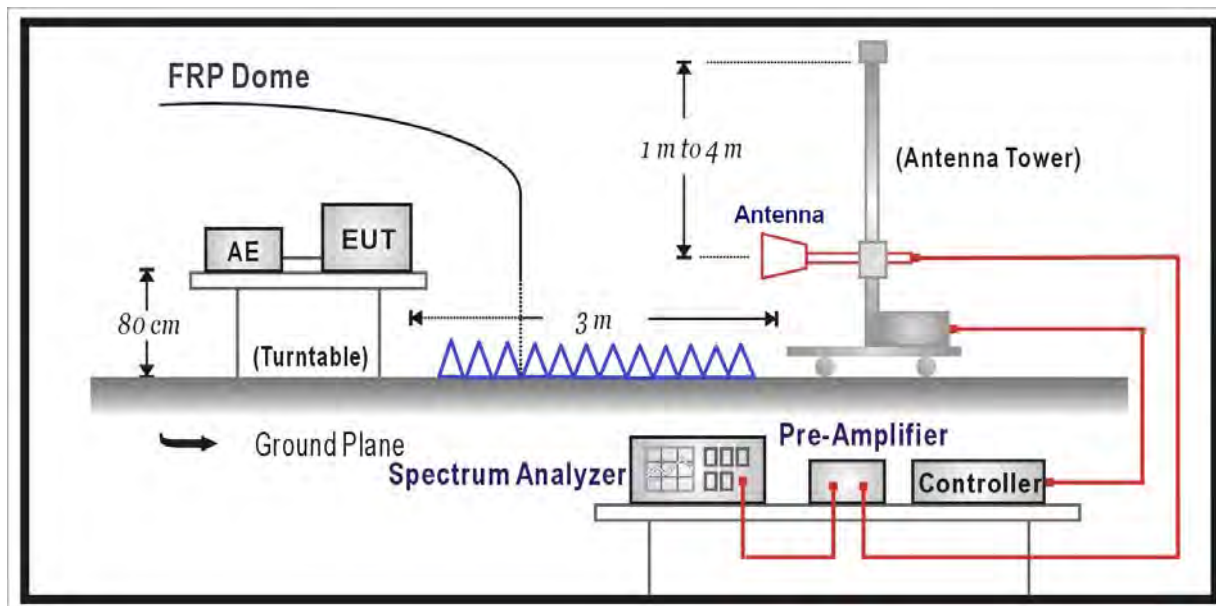 FRP Dome
1 m to 4 m
(Antenna Tower)
Antenna
AE
EUT
80 cm
3 m
(Turntable)
Ground Plane
Pre-Amplifier
Spectrum Analyzer
Controller